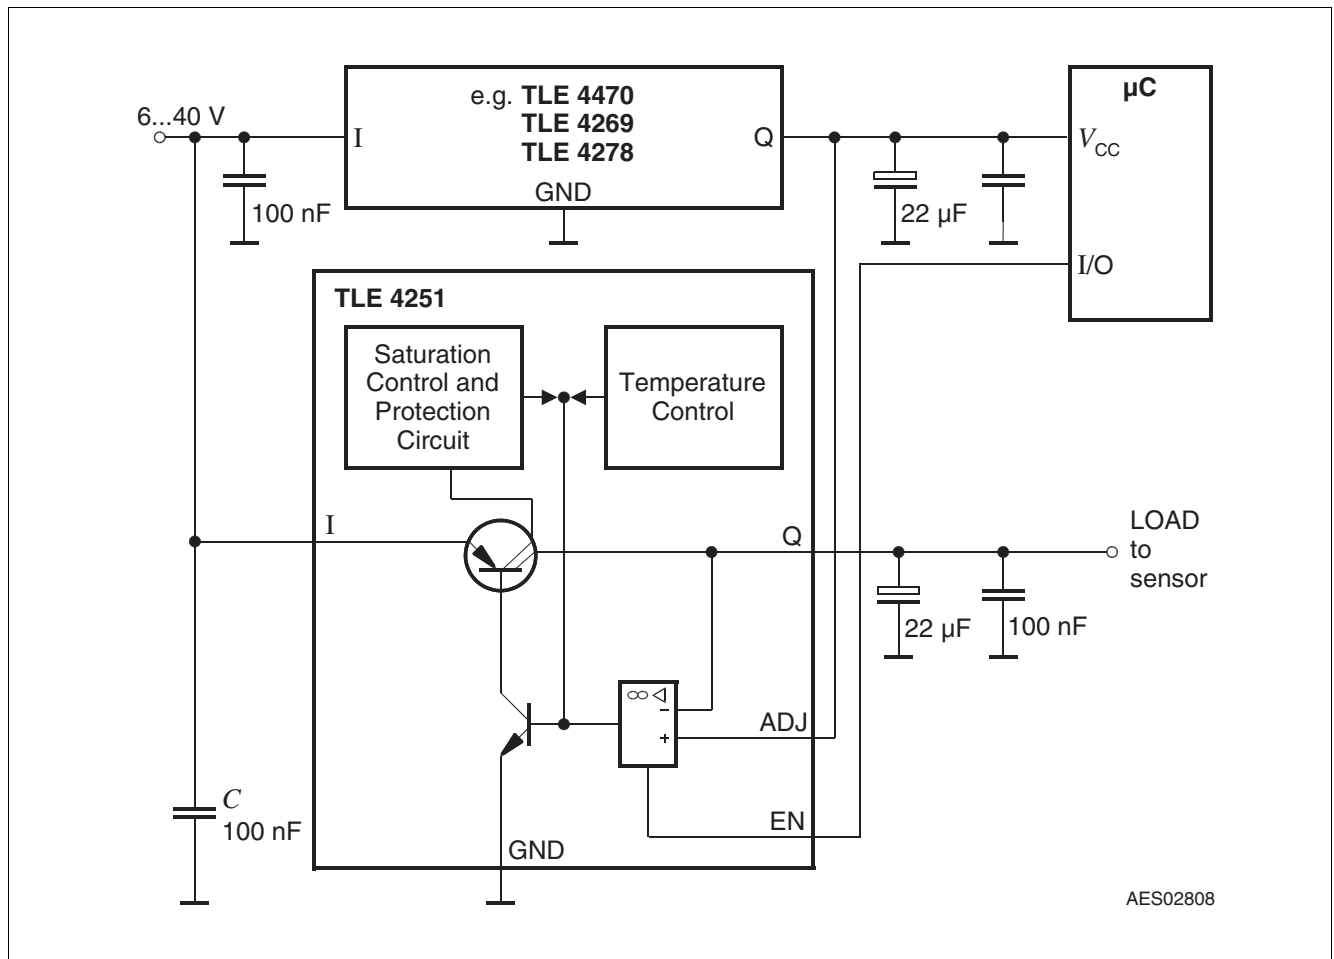 6...40 V
I
e.g. TLE 4470
TLE 4269
TLE 4278
Q
GND
100 nF
22 µF
µC
VCC
I/O
TLE 4251
Saturation
Control and
Protection
Circuit
Temperature
Control
I
Q
LOAD
to
sensor
22 µF
100 nF
∞ ◁
−
+
ADJ
EN
GND
C
100 nF
AES02808